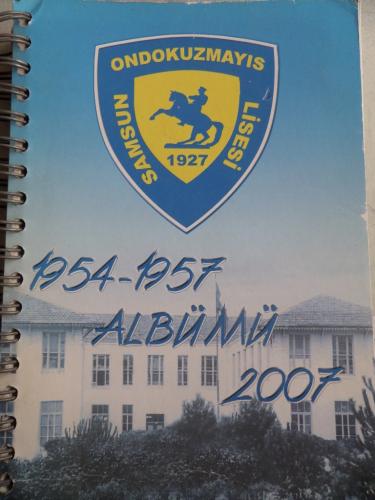 ONDOKUZMAYIS
SAMSUN
LİSESİ
1927
1954-1957
ALBÜMÜ
2007